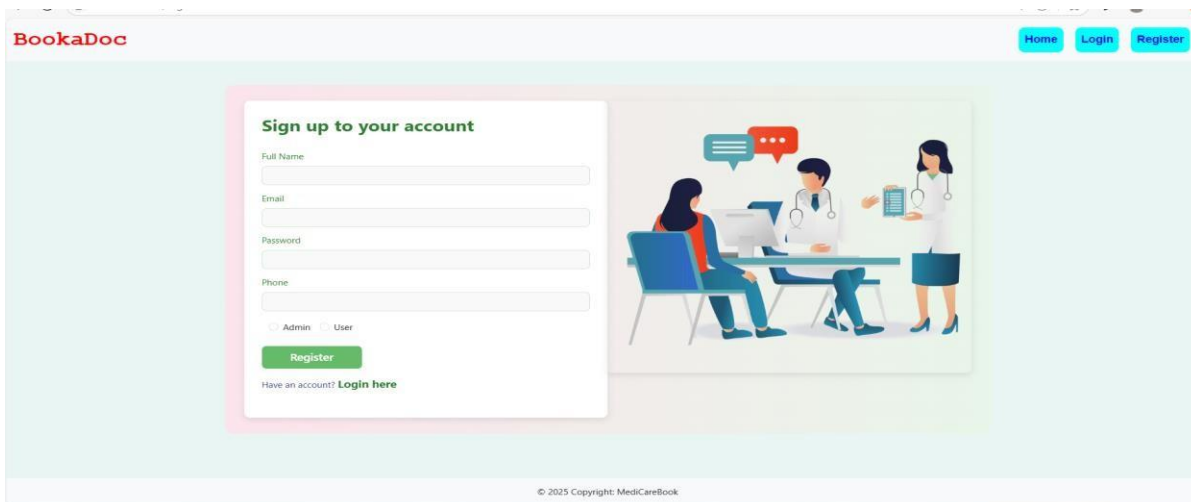 BookaDoc
Home Login Register
Sign up to your account
Full Name
Email
Password
Phone
Admin User
Register
Have an account? Login here
© 2025 Copyright: MediCareBook